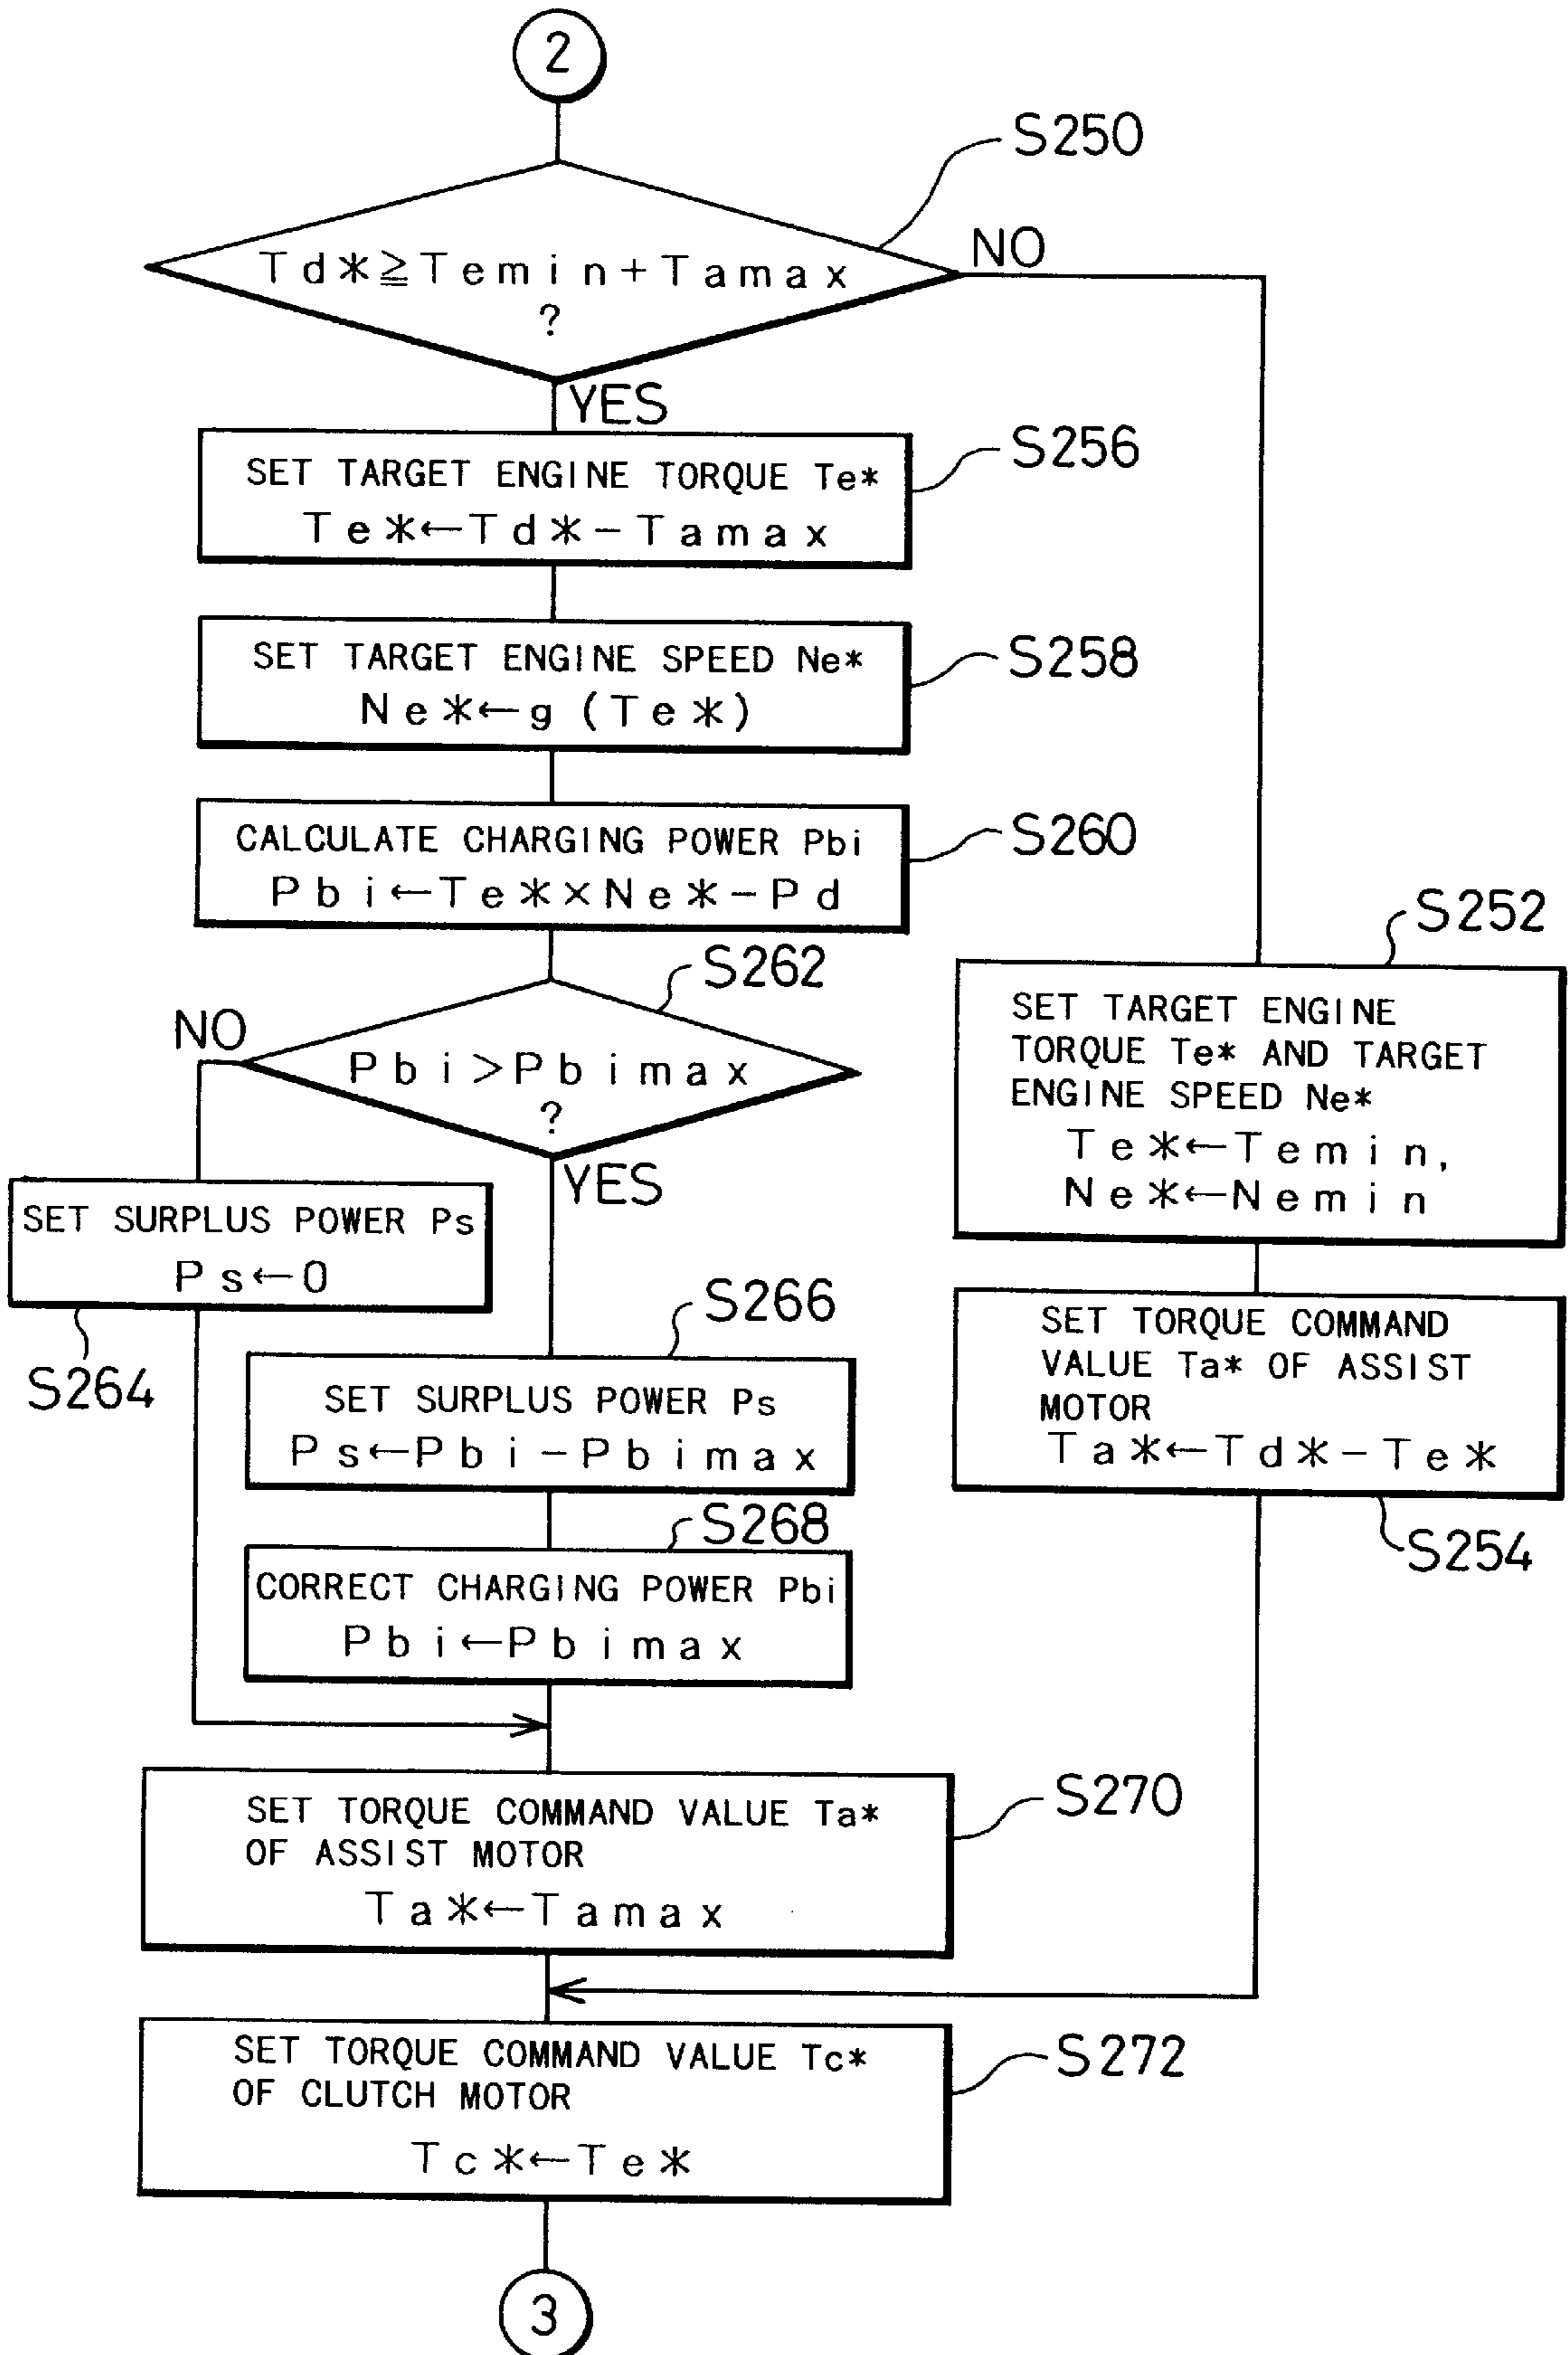 2
S250
Td*≧Temin+Tamax
?
NO
YES
S256
SET TARGET ENGINE TORQUE Te*
Te*←Td*-Tamax
S258
SET TARGET ENGINE SPEED Ne*
Ne*←g(Te*)
S260
CALCULATE CHARGING POWER Pbi
Pbi←Te*×Ne*-Pd
S262
Pbi>Pbimax
?
NO
YES
S264
SET SURPLUS POWER Ps
Ps←0
S266
SET SURPLUS POWER Ps
Ps←Pbi-Pbimax
S268
CORRECT CHARGING POWER Pbi
Pbi←Pbimax
S252
SET TARGET ENGINE
TORQUE Te* AND TARGET
ENGINE SPEED Ne*
Te*←Temin,
Ne*←Nemin
SET TORQUE COMMAND
VALUE Ta* OF ASSIST
MOTOR
Ta*←Td*-Te*
S254
S270
SET TORQUE COMMAND VALUE Ta*
OF ASSIST MOTOR
Ta*←Tamax
S272
SET TORQUE COMMAND VALUE Tc*
OF CLUTCH MOTOR
Tc*←Te*
3